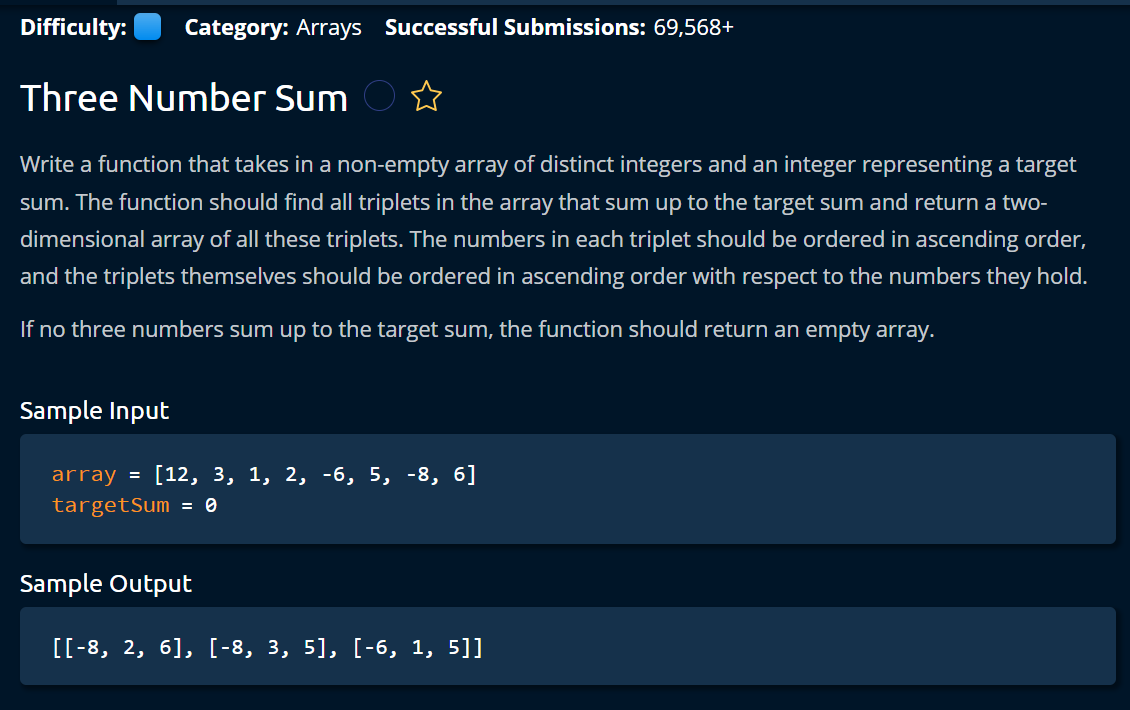 Difficulty: Category: Arrays Successful Submissions: 69,568+
Three Number Sum
Write a function that takes in a non-empty array of distinct integers and an integer representing a target
sum. The function should find all triplets in the array that sum up to the target sum and return a two-
dimensional array of all these triplets. The numbers in each triplet should be ordered in ascending order,
and the triplets themselves should be ordered in ascending order with respect to the numbers they hold.
If no three numbers sum up to the target sum, the function should return an empty array.
Sample Input
array = [12, 3, 1, 2, -6, 5, -8, 6]
targetSum = 0
Sample Output
[[-8, 2, 6], [-8, 3, 5], [-6, 1, 5]]